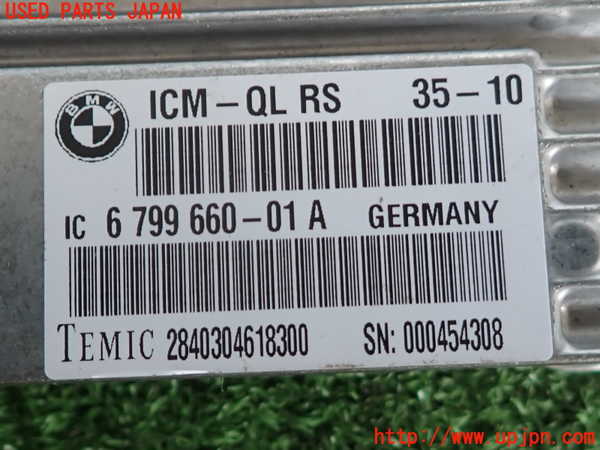 USED PARTS JAPAN
BMW
ICM-QL RS 35-10
IC 6 799 660-01 A GERMANY
TEMIC 2840304618300 SN: 000454308
http://www.upjpn.com/